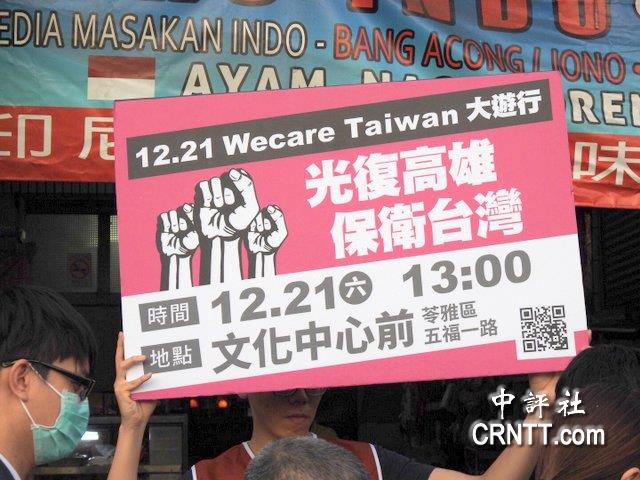 EDIA MASAKAN INDO - BANG ACONG / JONO -
AYAM
印尼
味
12.21 Wecare Taiwan 大遊行
光復高雄
保衛台灣
時間 12.21 六 13:00
地點 文化中心前 苓雅區
五福一路
中評社
CRNTT.com